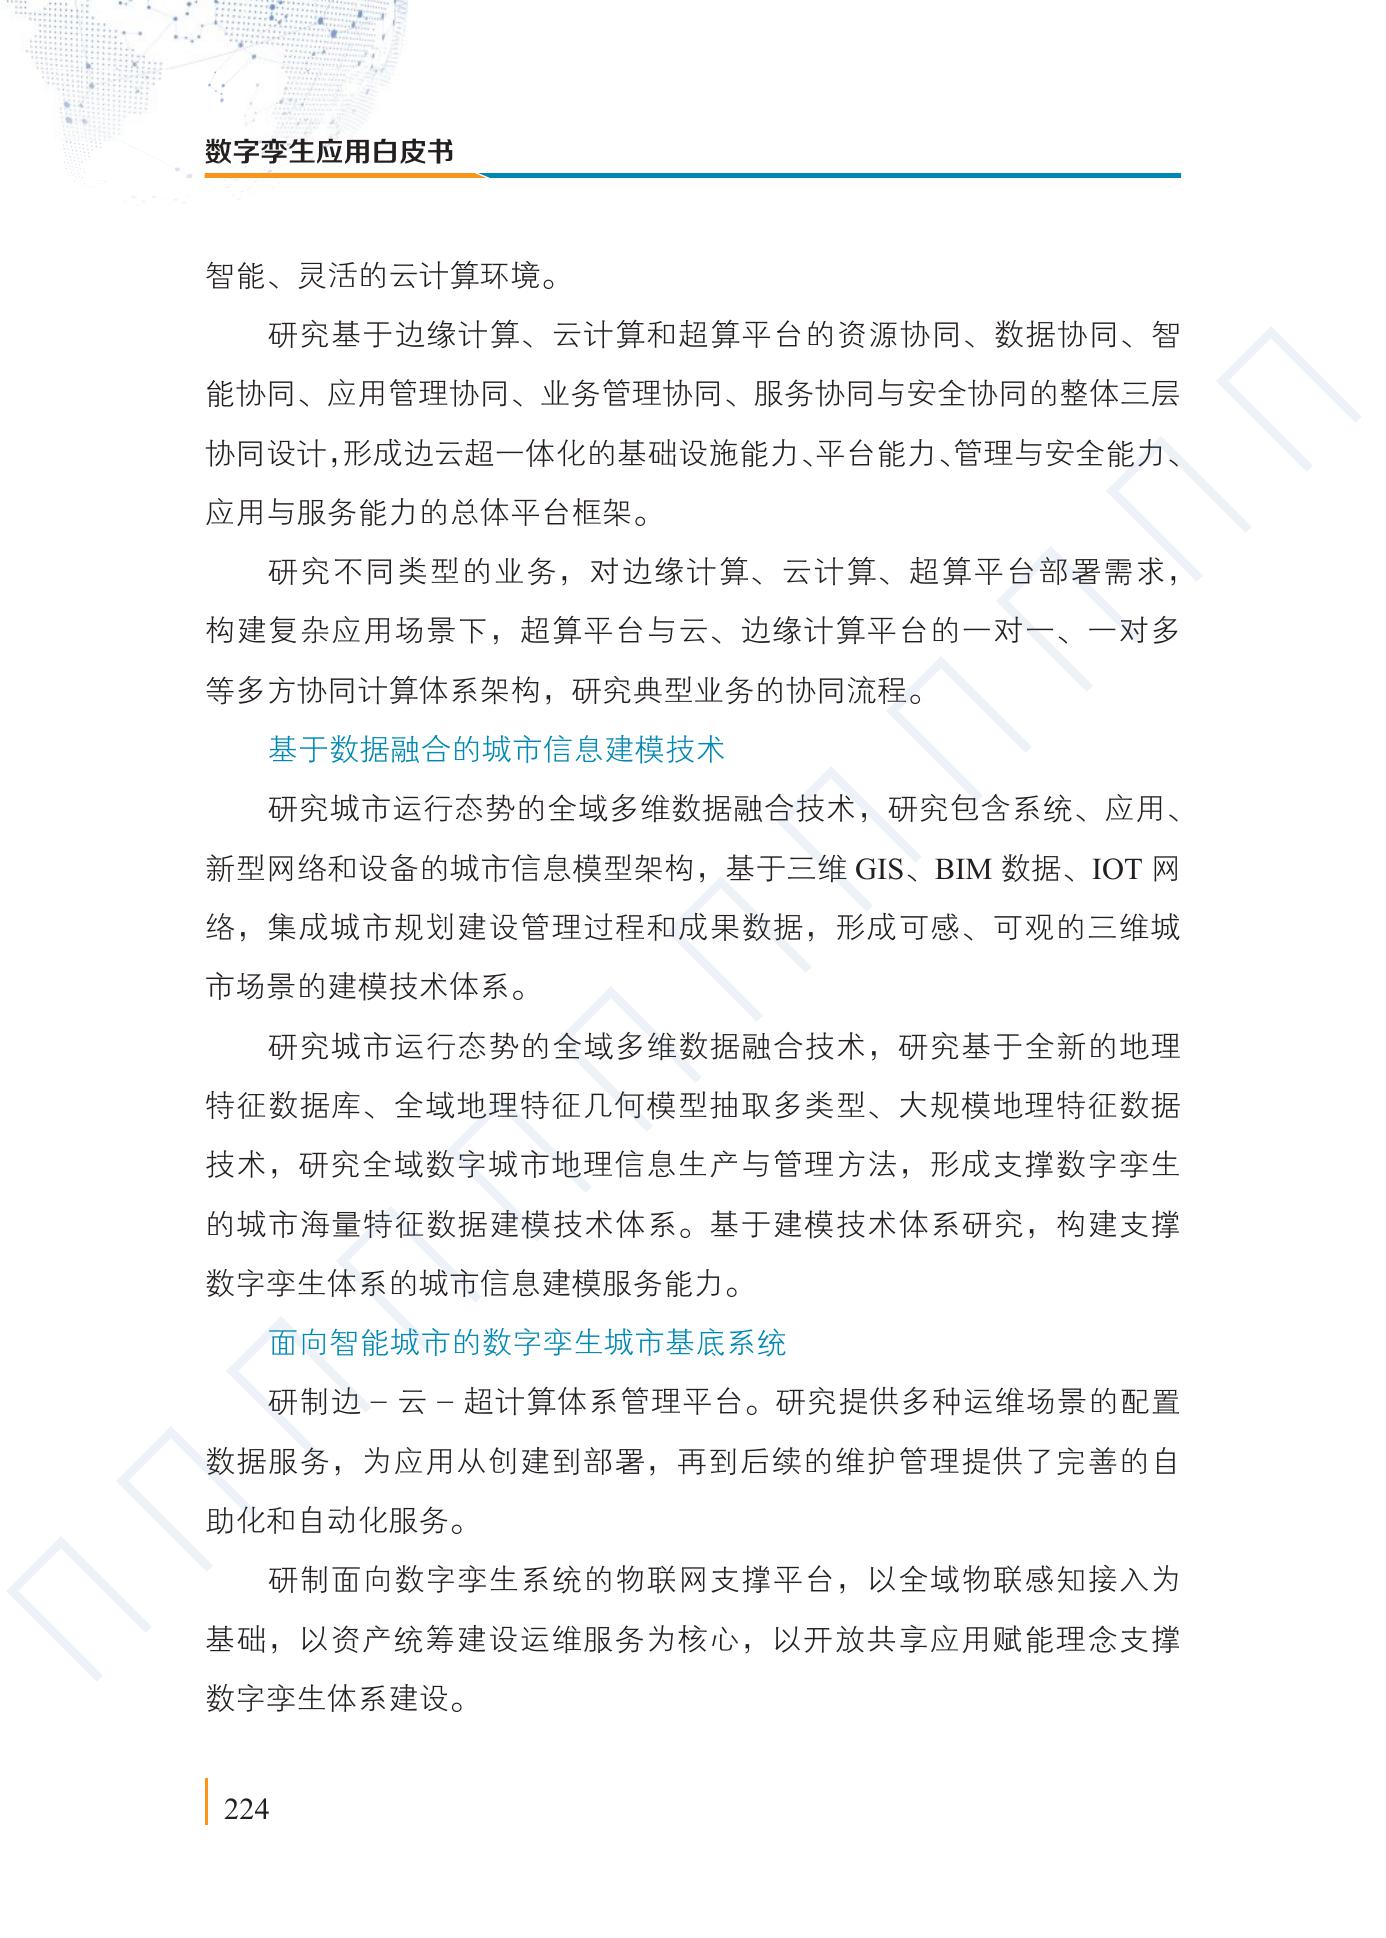 数字孪生应用白皮书
智能、灵活的云计算环境。
研究基于边缘计算、云计算和超算平台的资源协同、数据协同、智
能协同、应用管理协同、业务管理协同、服务协同与安全协同的整体三层
协同设计，形成边云超一体化的基础设施能力、平台能力、管理与安全能力、
应用与服务能力的总体平台框架。
研究不同类型的业务，对边缘计算、云计算、超算平台部署需求，
构建复杂应用场景下，超算平台与云、边缘计算平台的一对一、一对多
等多方协同计算体系架构，研究典型业务的协同流程。
基于数据融合的城市信息建模技术
研究城市运行态势的全域多维数据融合技术，研究包含系统、应用、
新型网络和设备的城市信息模型架构，基于三维 GIS、BIM 数据、IOT 网
络，集成城市规划建设管理过程和成果数据，形成可感、可观的三维城
市场景的建模技术体系。
研究城市运行态势的全域多维数据融合技术，研究基于全新的地理
特征数据库、全域地理特征几何模型抽取多类型、大规模地理特征数据
技术，研究全域数字城市地理信息生产与管理方法，形成支撑数字孪生
的城市海量特征数据建模技术体系。基于建模技术体系研究，构建支撑
数字孪生体系的城市信息建模服务能力。
面向智能城市的数字孪生城市基底系统
研制边 – 云 – 超计算体系管理平台。研究提供多种运维场景的配置
数据服务，为应用从创建到部署，再到后续的维护管理提供了完善的自
助化和自动化服务。
研制面向数字孪生系统的物联网支撑平台，以全域物联感知接入为
基础，以资产统筹建设运维服务为核心，以开放共享应用赋能理念支撑
数字孪生体系建设。
224